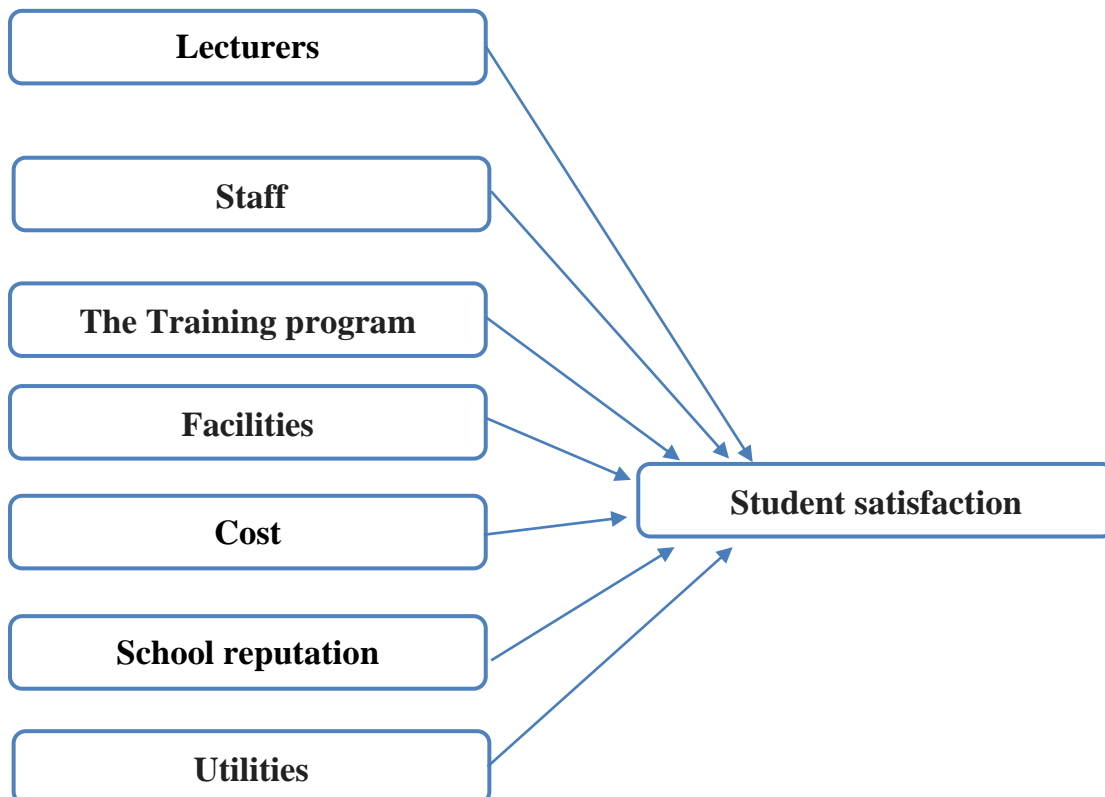 Lecturers
Staff
The Training program
Facilities
Cost
School reputation
Utilities
Student satisfaction